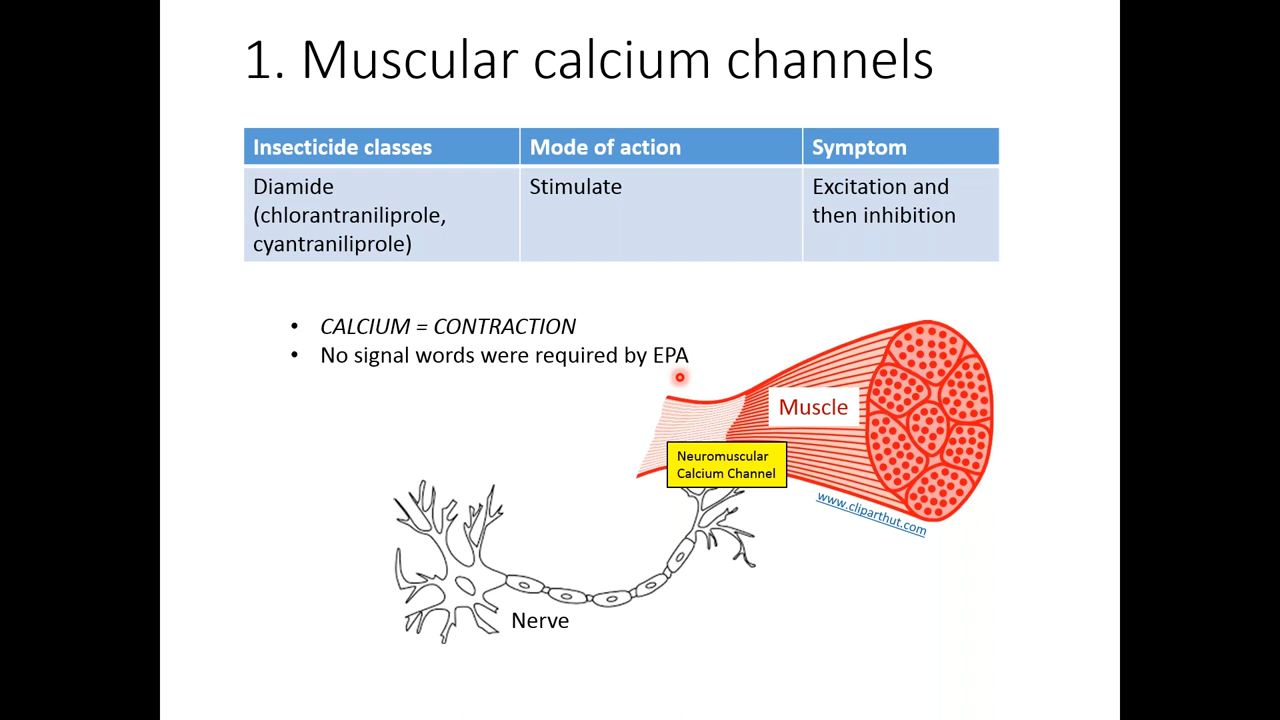 1. Muscular calcium channels
Insecticide classes
Mode of action
Symptom
Diamide
(chlorantraniliprole,
cyantraniliprole)
Stimulate
Excitation and
then inhibition
• CALCIUM = CONTRACTION
• No signal words were required by EPA
Muscle
Neuromuscular
Calcium Channel
www.cliparthut.com
Nerve